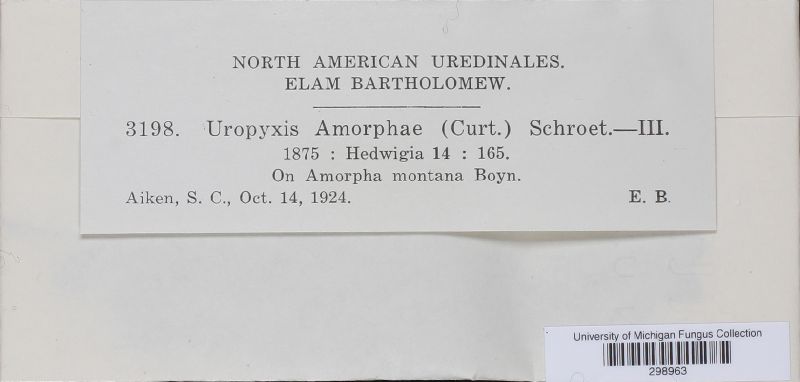 NORTH AMERICAN UREDINALES.
ELAM BARTHOLOMEW.
3198. Uropyxis Amorphae (Curt.) Schroet.—III.
1875 : Hedwigia 14 : 165.
On Amorpha montana Boyn.
Aiken, S. C., Oct. 14, 1924. E. B.
University of Michigan Fungus Collection
298963